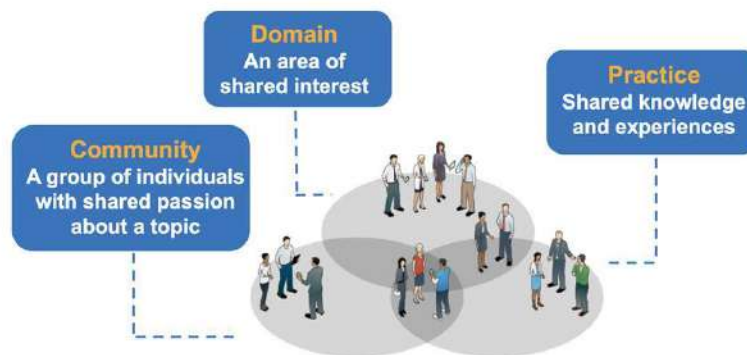 Domain
An area of
shared interest
Practice
Shared knowledge
and experiences
Community
A group of individuals
with shared passion
about a topic